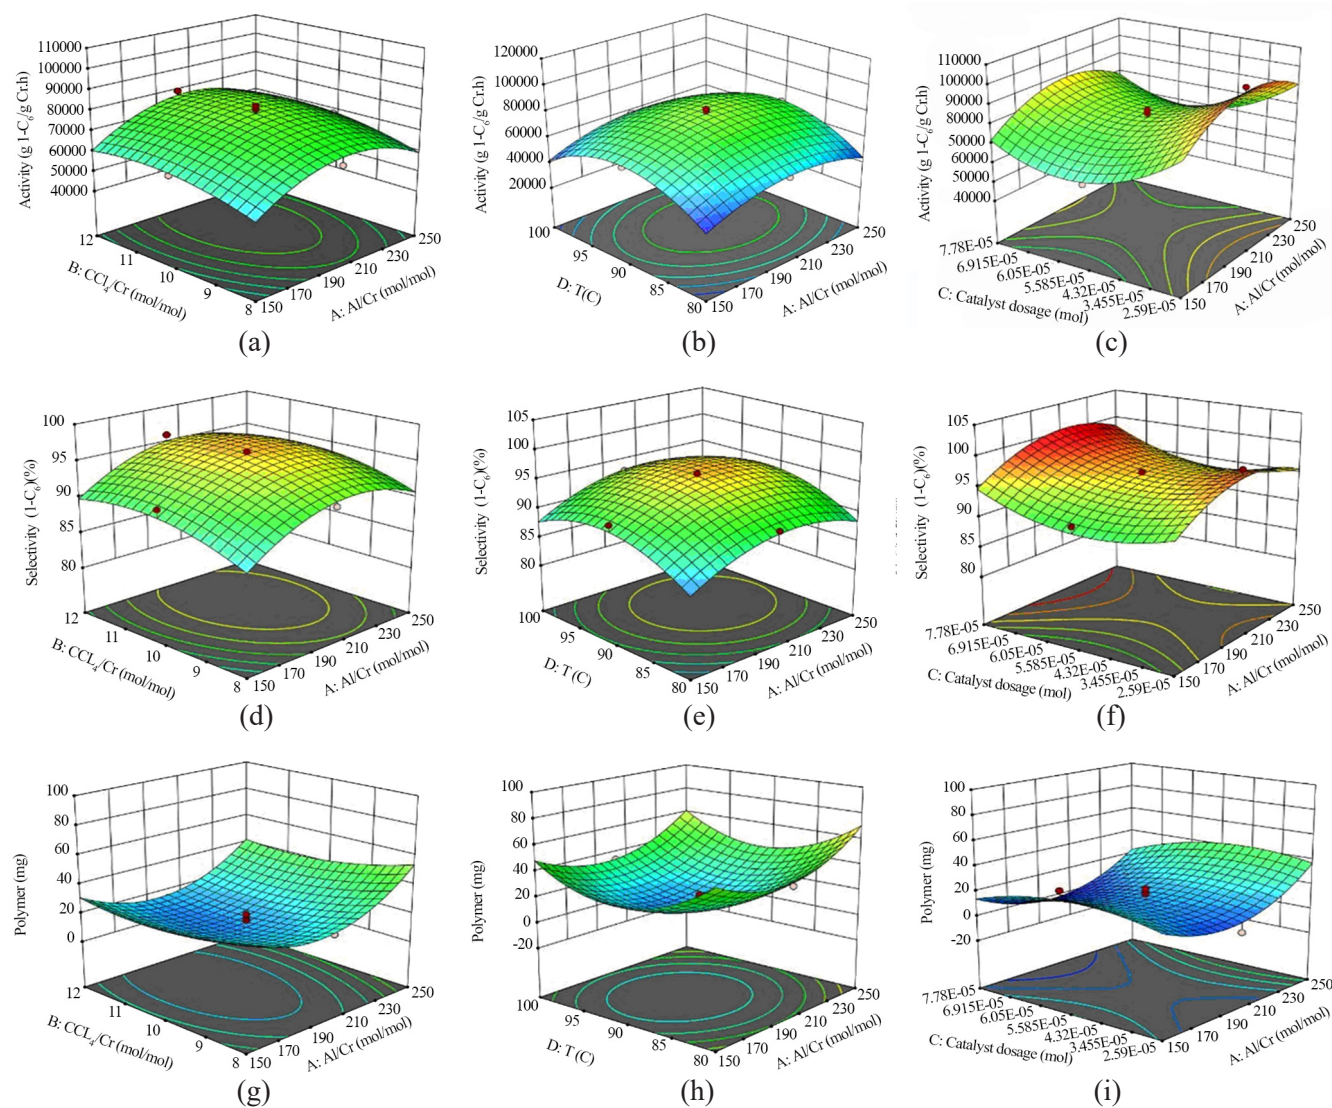 110000
100000
90000
80000
70000
60000
50000
40000
Activity (g 1-C6/g Cr.h)
12
11
10
9
8
B: CCl4/Cr (mol/mol)
150
170
190
210
230
250
A: Al/Cr (mol/mol)
(a)
120000
100000
80000
60000
40000
20000
Activity (g 1-C6/g Cr.h)
100
95
90
85
80
D: T(C)
150
170
190
210
230
250
A: Al/Cr (mol/mol)
(b)
110000
100000
90000
80000
70000
60000
50000
40000
Activity (g 1-C6/g Cr.h)
7.78E-05
6.915E-05
6.05E-05
5.585E-05
4.32E-05
3.455E-05
2.59E-05
C: Catalyst dosage (mol)
150
170
190
210
230
250
A: Al/Cr (mol/mol)
(c)
100
95
90
85
80
Selectivity (1-C6)(%)
12
11
10
9
8
B: CCL4/Cr (mol/mol)
150
170
190
210
230
250
A: Al/Cr (mol/mol)
(d)
105
100
95
90
85
80
Selectivity (1-C6)(%)
100
95
90
85
80
D: T (C)
150
170
190
210
230
250
A: Al/Cr (mol/mol)
(e)
105
100
95
90
85
80
Selectivity (1-C6)(%)
7.78E-05
6.915E-05
6.05E-05
5.585E-05
4.32E-05
3.455E-05
2.59E-05
C: Catalyst dosage (mol)
150
170
190
210
230
250
A: Al/Cr (mol/mol)
(f)
100
80
60
40
20
0
Polymer (mg)
12
11
10
9
8
B: CCL4/Cr (mol/mol)
150
170
190
210
230
250
A: Al/Cr (mol/mol)
(g)
100
80
60
40
20
0
-20
Polymer (mg)
100
95
90
85
80
D: T (C)
150
170
190
210
230
250
A: Al/Cr (mol/mol)
(h)
100
80
60
40
20
0
-20
Polymer (mg)
7.78E-05
6.915E-05
6.05E-05
5.585E-05
4.32E-05
3.455E-05
2.59E-05
C: Catalyst dosage (mol)
150
170
190
210
230
250
A: Al/Cr (mol/mol)
(i)